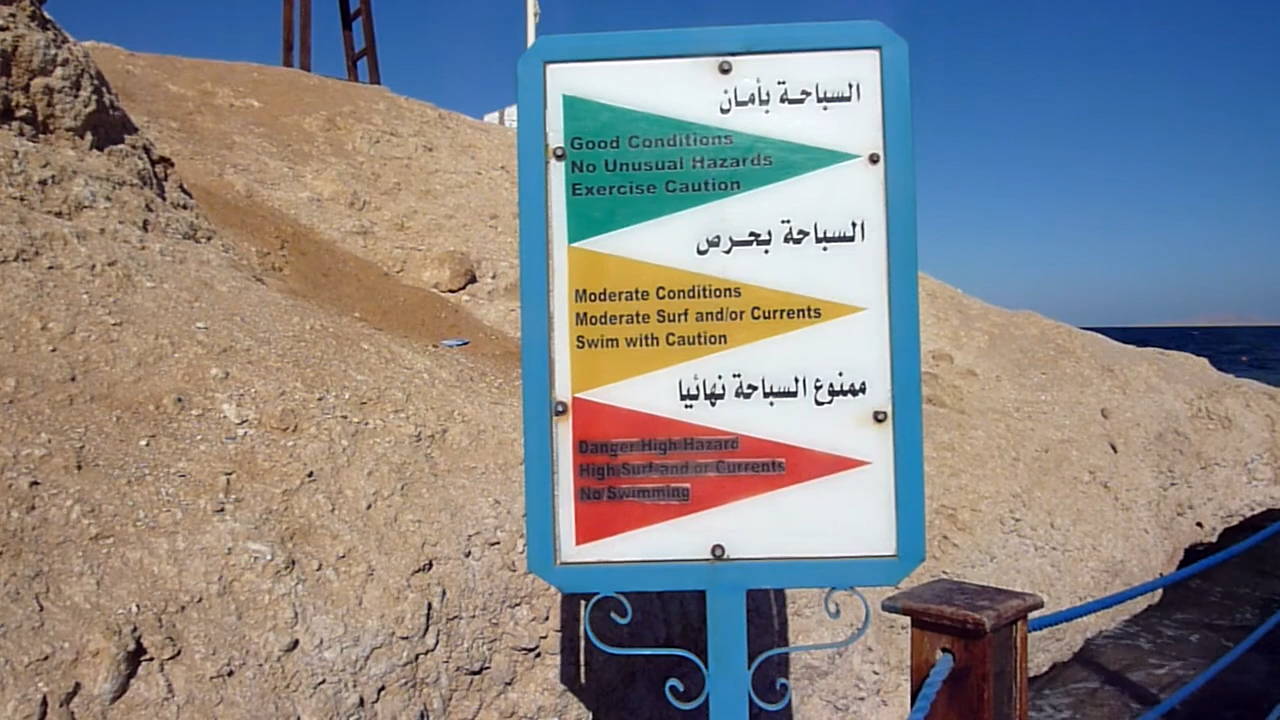 السباحة بأمان
Good Conditions
No Unusual Hazards
Exercise Caution
السباحة بحرص
Moderate Conditions
Moderate Surf and/or Currents
Swim with Caution
ممنوع السباحة نهائيا
Danger High Hazard
High Surf and or Currents
No Swimming